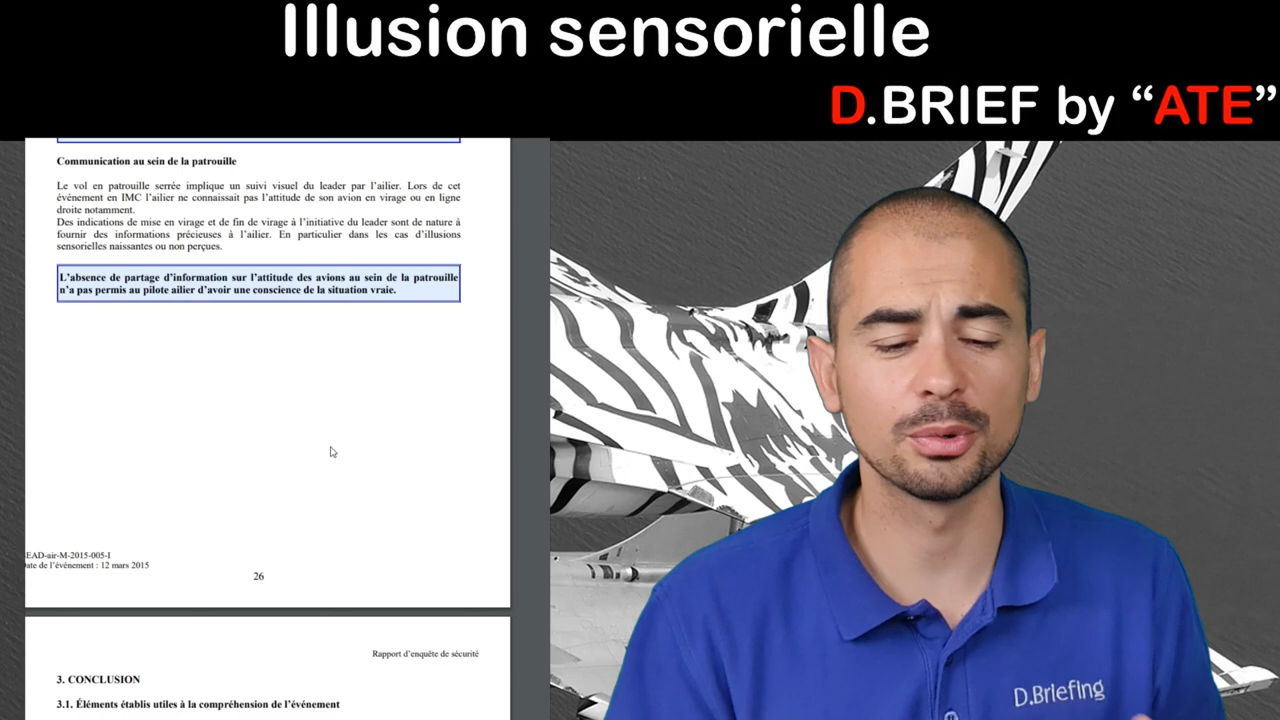 Illusion sensorielle
D.BRIEF by “ATE”
Communication au sein de la patrouille
Le vol en patrouille serrée implique un suivi visuel du leader par l’ailier. Lors de cet
événement en IMC l’ailier ne connaissait pas l’attitude de son avion en virage ou en ligne
droite notamment.
Des indications de mise en virage et de fin de virage à l’initiative du leader sont de nature à
fournir des informations précieuses à l’ailier. En particulier dans les cas d’illusions
sensorielles naissantes ou non perçues.
L’absence de partage d’information sur l’attitude des avions au sein de la patrouille
n’a pas permis au pilote ailier d’avoir une conscience de la situation vraie.
EAD-air-M-2015-005-I
ate de l’événement : 12 mars 2015
26
Rapport d’enquête de sécurité
3. CONCLUSION
3.1. Éléments établis utiles à la compréhension de l’événement
D.Briefing